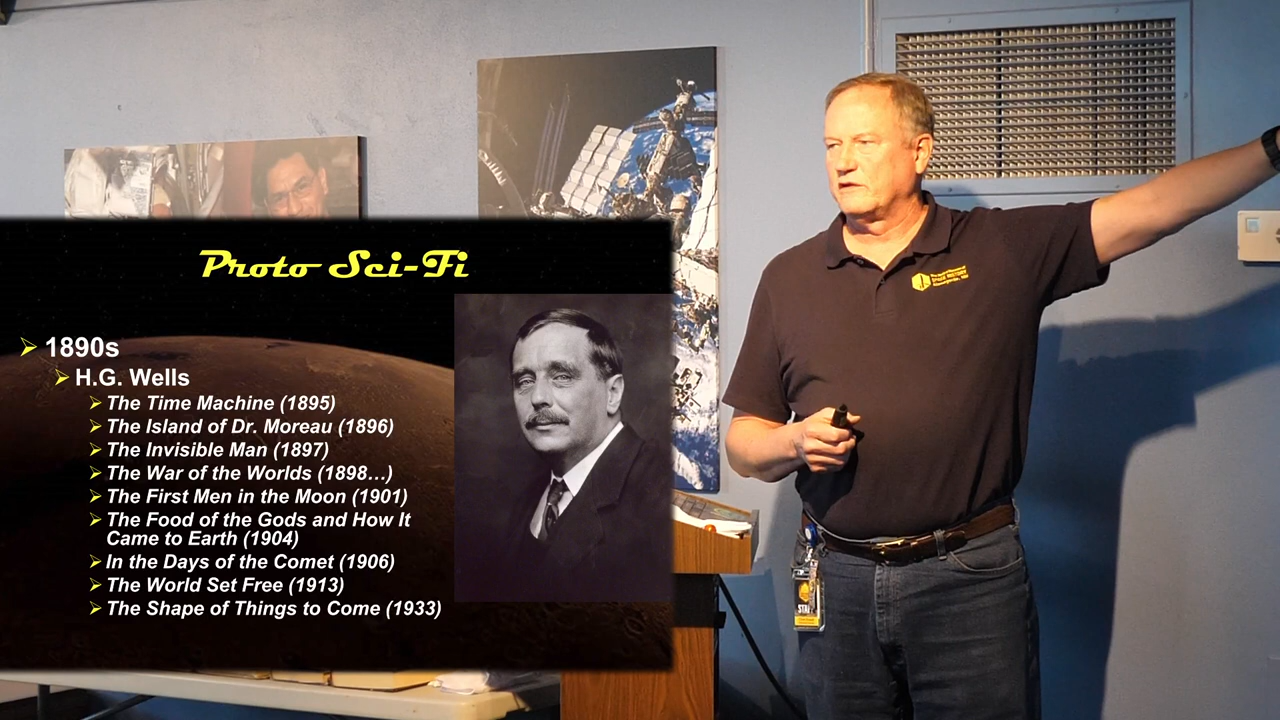 Proto Sci-Fi
1890s
H.G. Wells
The Time Machine (1895)
The Island of Dr. Moreau (1896)
The Invisible Man (1897)
The War of the Worlds (1898…)
The First Men in the Moon (1901)
The Food of the Gods and How It
Came to Earth (1904)
In the Days of the Comet (1906)
The World Set Free (1913)
The Shape of Things to Come (1933)
SPACE HISTORY